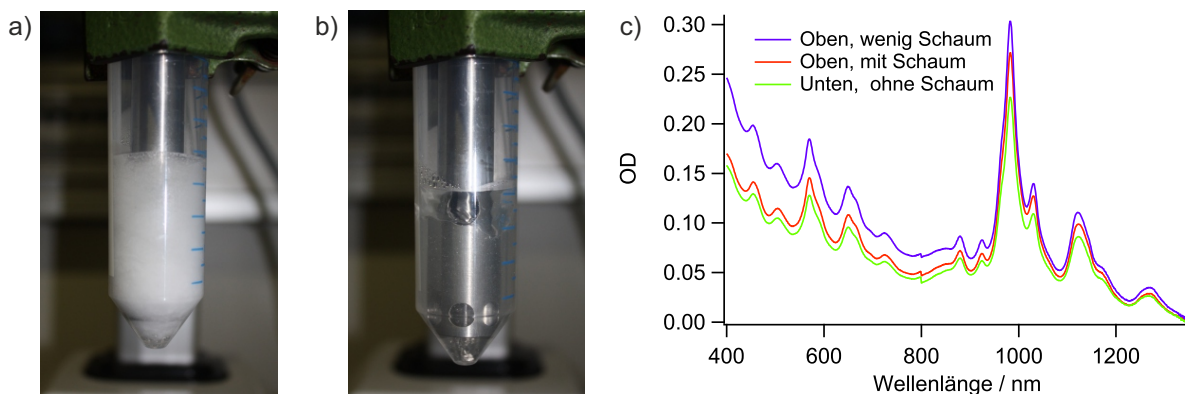 a)
b)
c)
0.30
0.25
0.20
0.15
0.10
0.05
0.00
OD
Oben, wenig Schaum
Oben, mit Schaum
Unten, ohne Schaum
400 600 800 1000 1200
Wellenlänge / nm